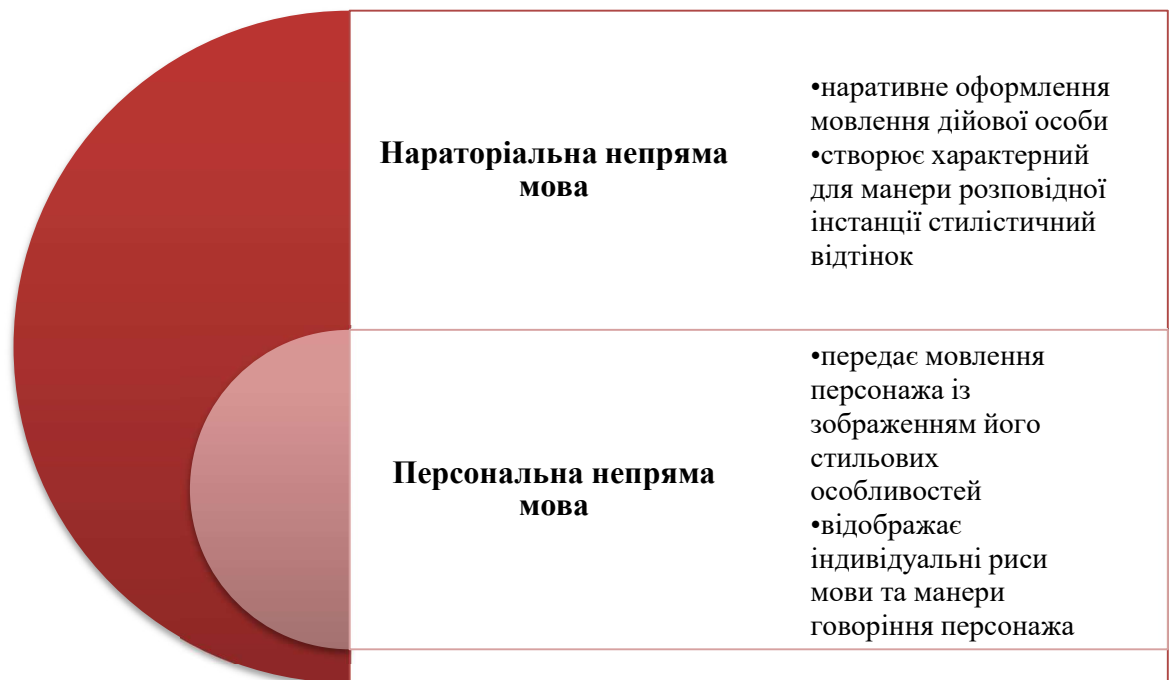 Нараторіальна непряма
мова
•наративне оформлення
мовлення дійової особи
•створює характерний
для манери розповідної
інстанції стилістичний
відтінок
Персональна непряма
мова
•передає мовлення
персонажа із
зображенням його
стильових
особливостей
•відображає
індивідуальні риси
мови та манери
говоріння персонажа